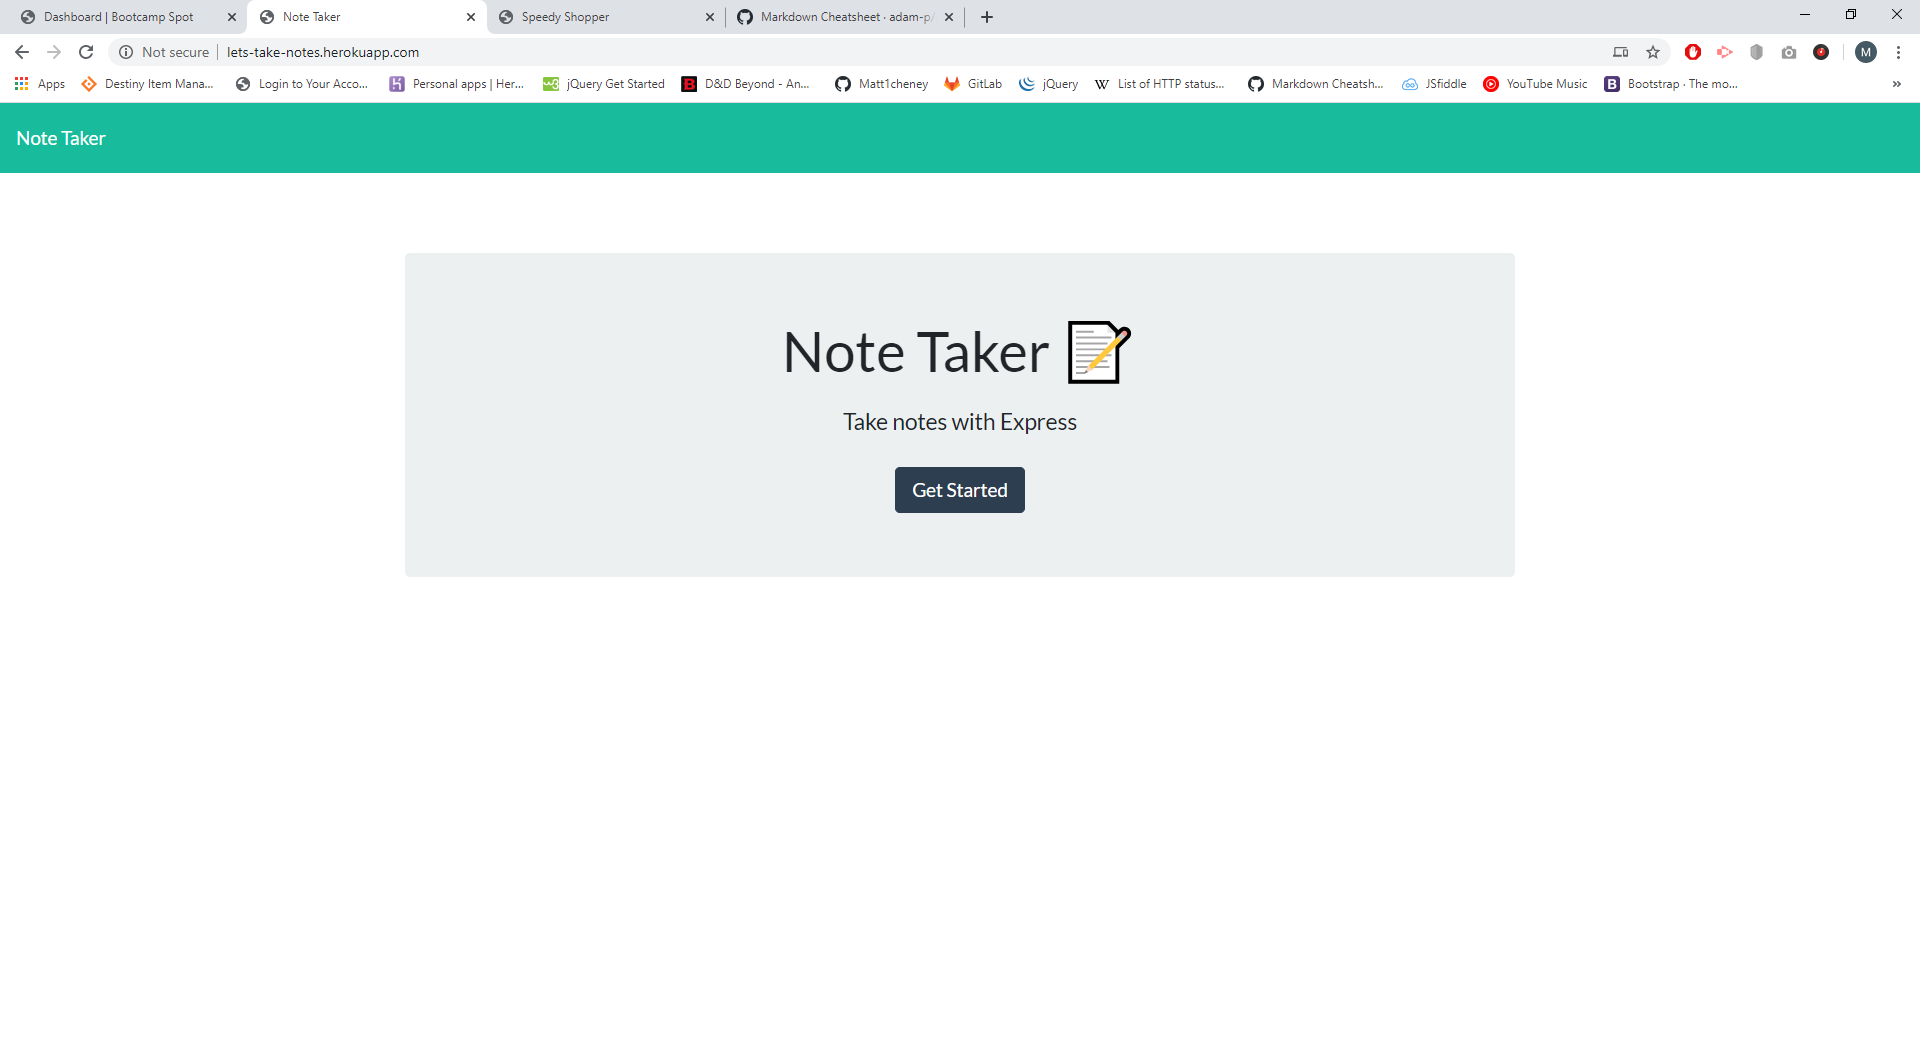 Dashboard | Bootcamp Spot
Note Taker
Speedy Shopper
Markdown Cheatsheet · adam-p/
Not secure
lets-take-notes.herokuapp.com
M
Apps
Destiny Item Mana...
Login to Your Acco...
Personal apps | Her...
jQuery Get Started
D&D Beyond - An...
Matt1cheney
GitLab
jQuery
List of HTTP status...
Markdown Cheatsh...
JSfiddle
YouTube Music
Bootstrap · The mo...
Note Taker
Note Taker
Take notes with Express
Get Started